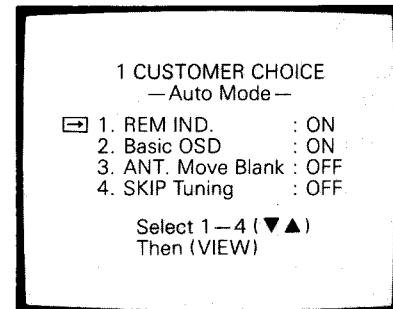 1 CUSTOMER CHOICE
—Auto Mode—
→ 1. REM IND. : ON
2. Basic OSD : ON
3. ANT. Move Blank : OFF
4. SKIP Tuning : OFF
Select 1—4 (▼▲)
Then (VIEW)